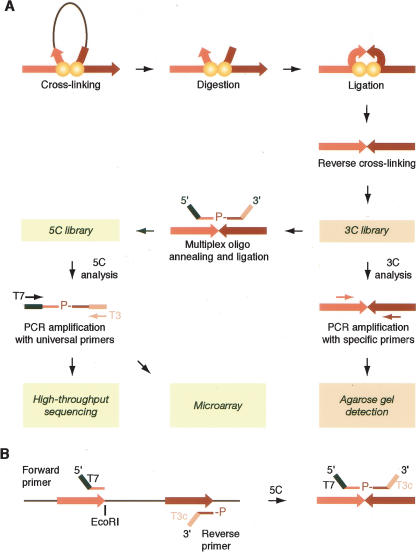 A
Cross-linking
Digestion
Ligation
Reverse cross-linking
5'
3'
P-
5C library
Multiplex oligo
annealing and ligation
3C library
5C
analysis
3C
analysis
T7
P-
T3
PCR amplification
with universal primers
PCR amplification
with specific primers
High-throughput
sequencing
Microarray
Agarose gel
detection
B
Forward
primer
5'
T7
EcoRI
T3c
-P
3'
Reverse
primer
5C
5'
3'
T7
P-
T3c